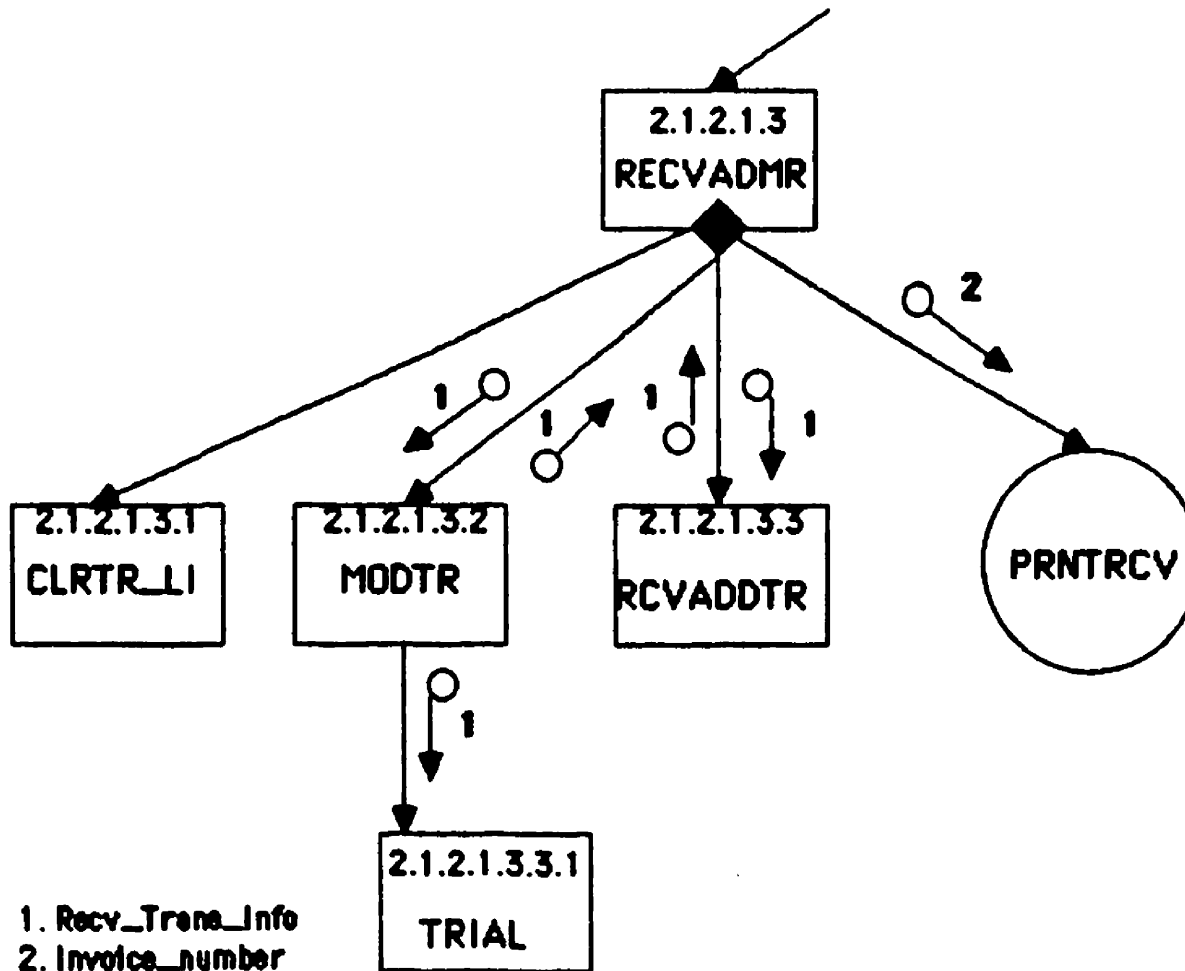 2.1.2.1.3
RECVADMR
2
1
1
1
1
2.1.2.1.3.1
CLRTR_LI
2.1.2.1.3.2
MODTR
2.1.2.1.3.3
RCVADDTR
PRNTRCV
1
2.1.2.1.3.3.1
TRIAL
1. Recv_Trans_Info
2. Invoice_number